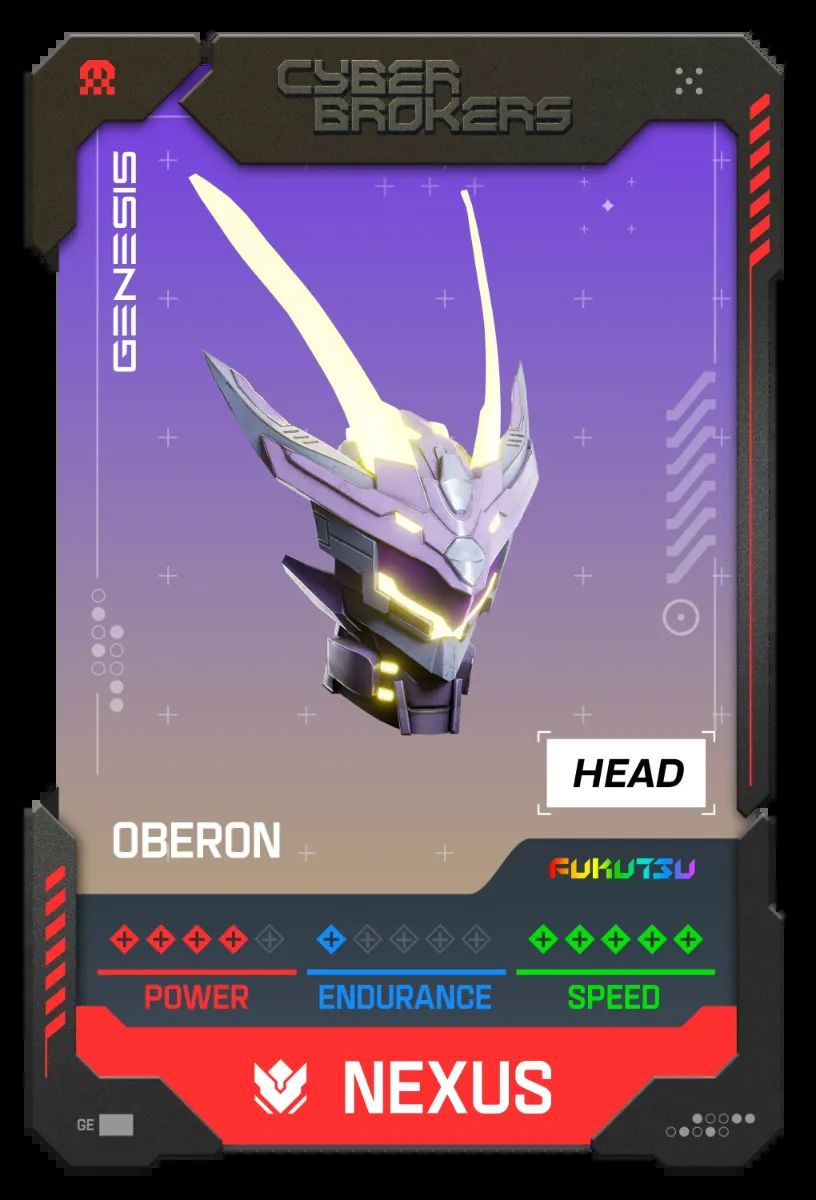 CYBER
BROKERS
GENESIS
HEAD
OBERON
FUKUTSU
POWER ENDURANCE SPEED
NEXUS
GE